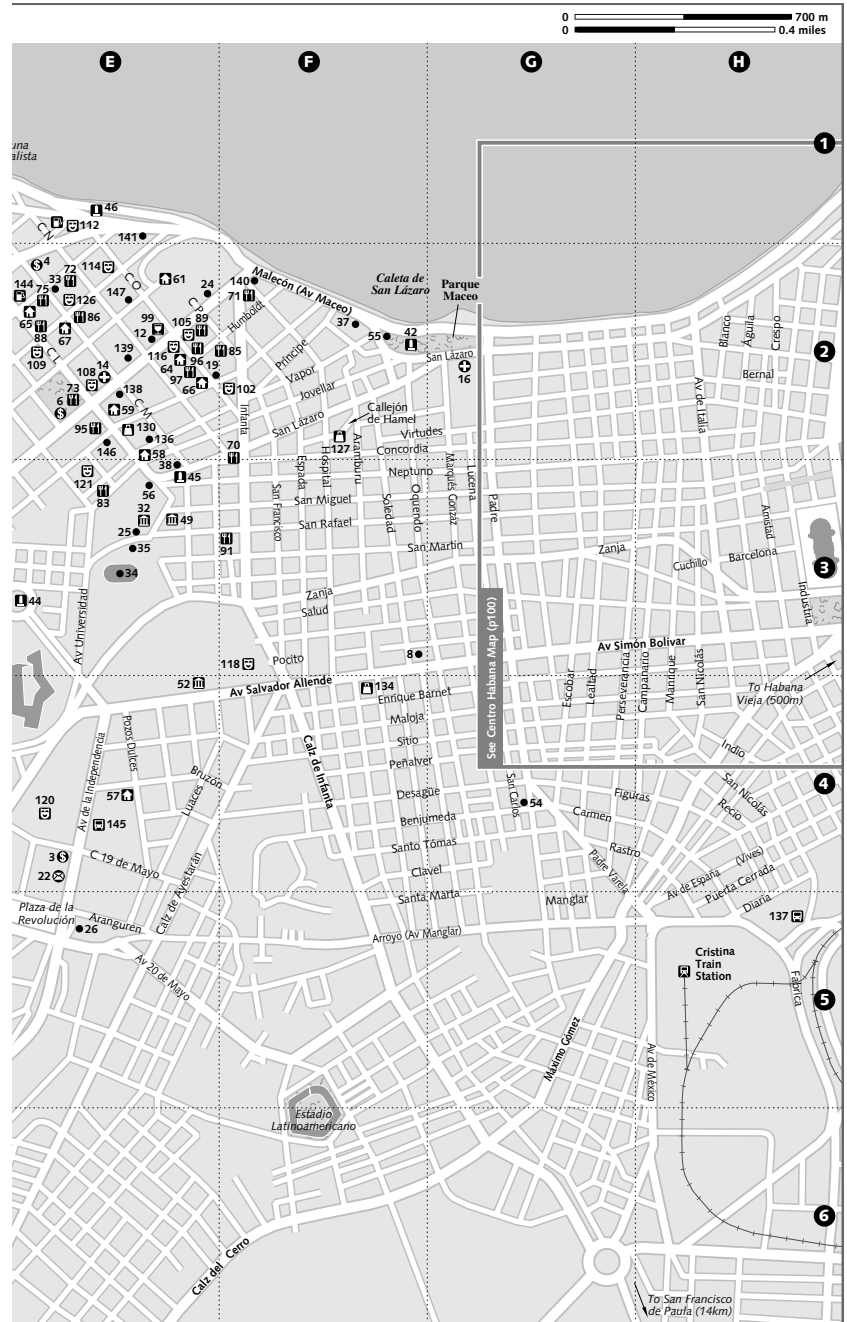 0 700 m
0 0.4 miles
E
F
G
H
una
alista
1
46
112
C N
141
4
33
72
114
C O
61
144
75
147
24
140
Malecón (Av Maceo)
Caleta de
San Lázaro
Parque
Maceo
126
99
C P
71
65
86
105
89
Humboldt
37
88
67
12
55
42
109
C L
139
116
96
85
Príncipe
San Lázaro
16
2
Blanco
Águila
Crespo
14
108
64
19
Vapor
Bernal
73
138
97
66
102
Jovellar
6
59
C M
Infanta
Av de Italia
95
130
San Lázaro
Callejón
de Hamel
136
127
Virtudes
146
58
70
Aramburu
Concordia
38
Hospital
Espada
Neptuno
121
45
83
56
San Francisco
San Miguel
Soledad
Oquendo
Marqués Gonzáz
Lucena
Padre
32
49
San Rafael
25
91
San Martín
35
Zanja
Cuchillo
Barcelona
Amistad
3
34
Industria
44
Av Universidad
Zanja
Salud
See Centro Habana Map (p100)
Av Simón Bolívar
118
Pocito
8
52
Av Salvador Allende
134
Enrique Barnet
Escobar
Lealtad
Perseverancia
Campanario
Manrique
San Nicolás
To Habana
Vieja (500m)
Maloja
Pozos Dulces
Sitio
Calz de Infanta
Peñalver
Indio
Av de la Independencia
Bruzón
Desagüe
San Carlos
54
Figuras
San Nicolás
4
57
Luaces
Recio
120
Benjumeda
Carmen
145
Santo Tómas
Rastro
3
C 19 de Mayo
Clavel
Padre Varela
Av de España (Vives)
22
Calz de Ayestarán
Puerta Cerrada
Santa Marta
Manglar
Diaria
Plaza de la
Revolución
Aranguren
137
26
Arroyo (Av Manglar)
Av 20 de Mayo
Cristina
Train
Station
Fabrica
5
Máximo Gómez
Av de México
Estadio
Latinoamericano
6
Calz del Cerro
To San Francisco
de Paula (14km)